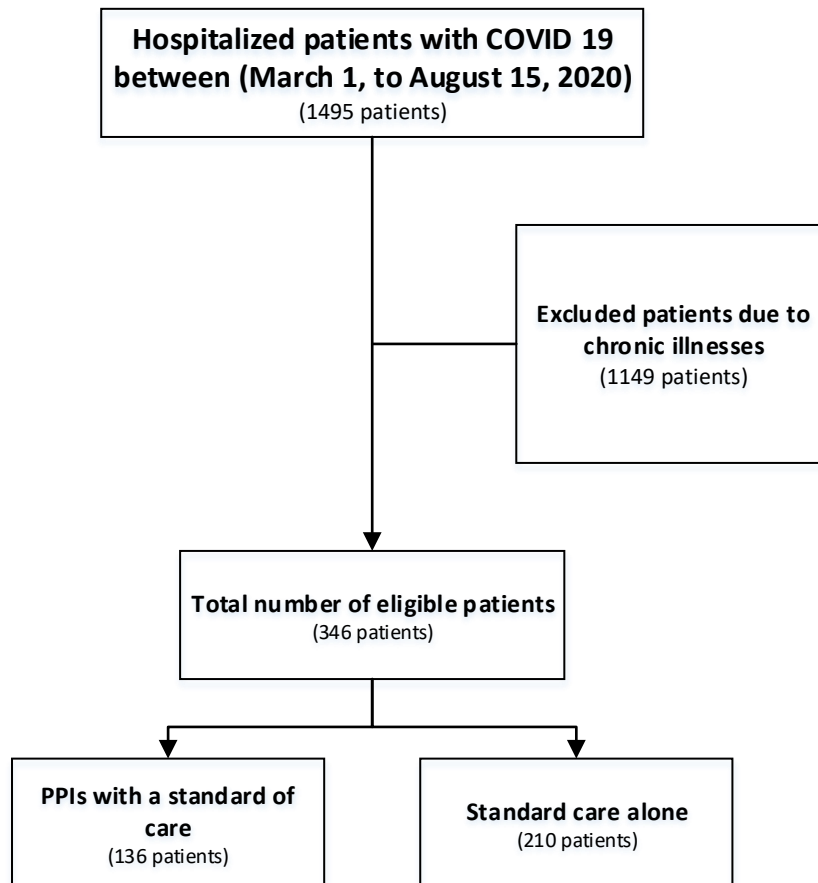 Hospitalized patients with COVID 19
between (March 1, to August 15, 2020)
(1495 patients)
Excluded patients due to
chronic illnesses
(1149 patients)
Total number of eligible patients
(346 patients)
PPIs with a standard of
care
(136 patients)
Standard care alone
(210 patients)